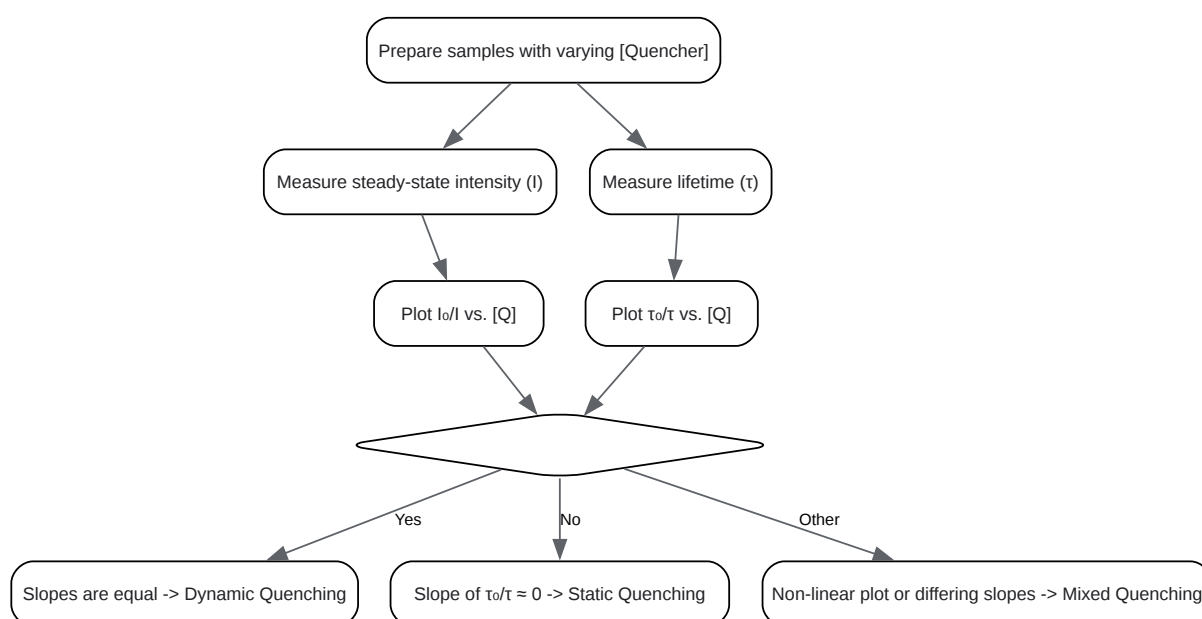 Prepare samples with varying [Quencher]
Measure steady-state intensity (I)
Measure lifetime (τ)
Plot I₀/I vs. [Q]
Plot τ₀/τ vs. [Q]
Yes
No
Other
Slopes are equal -> Dynamic Quenching
Slope of τ₀/τ ≈ 0 -> Static Quenching
Non-linear plot or differing slopes -> Mixed Quenching